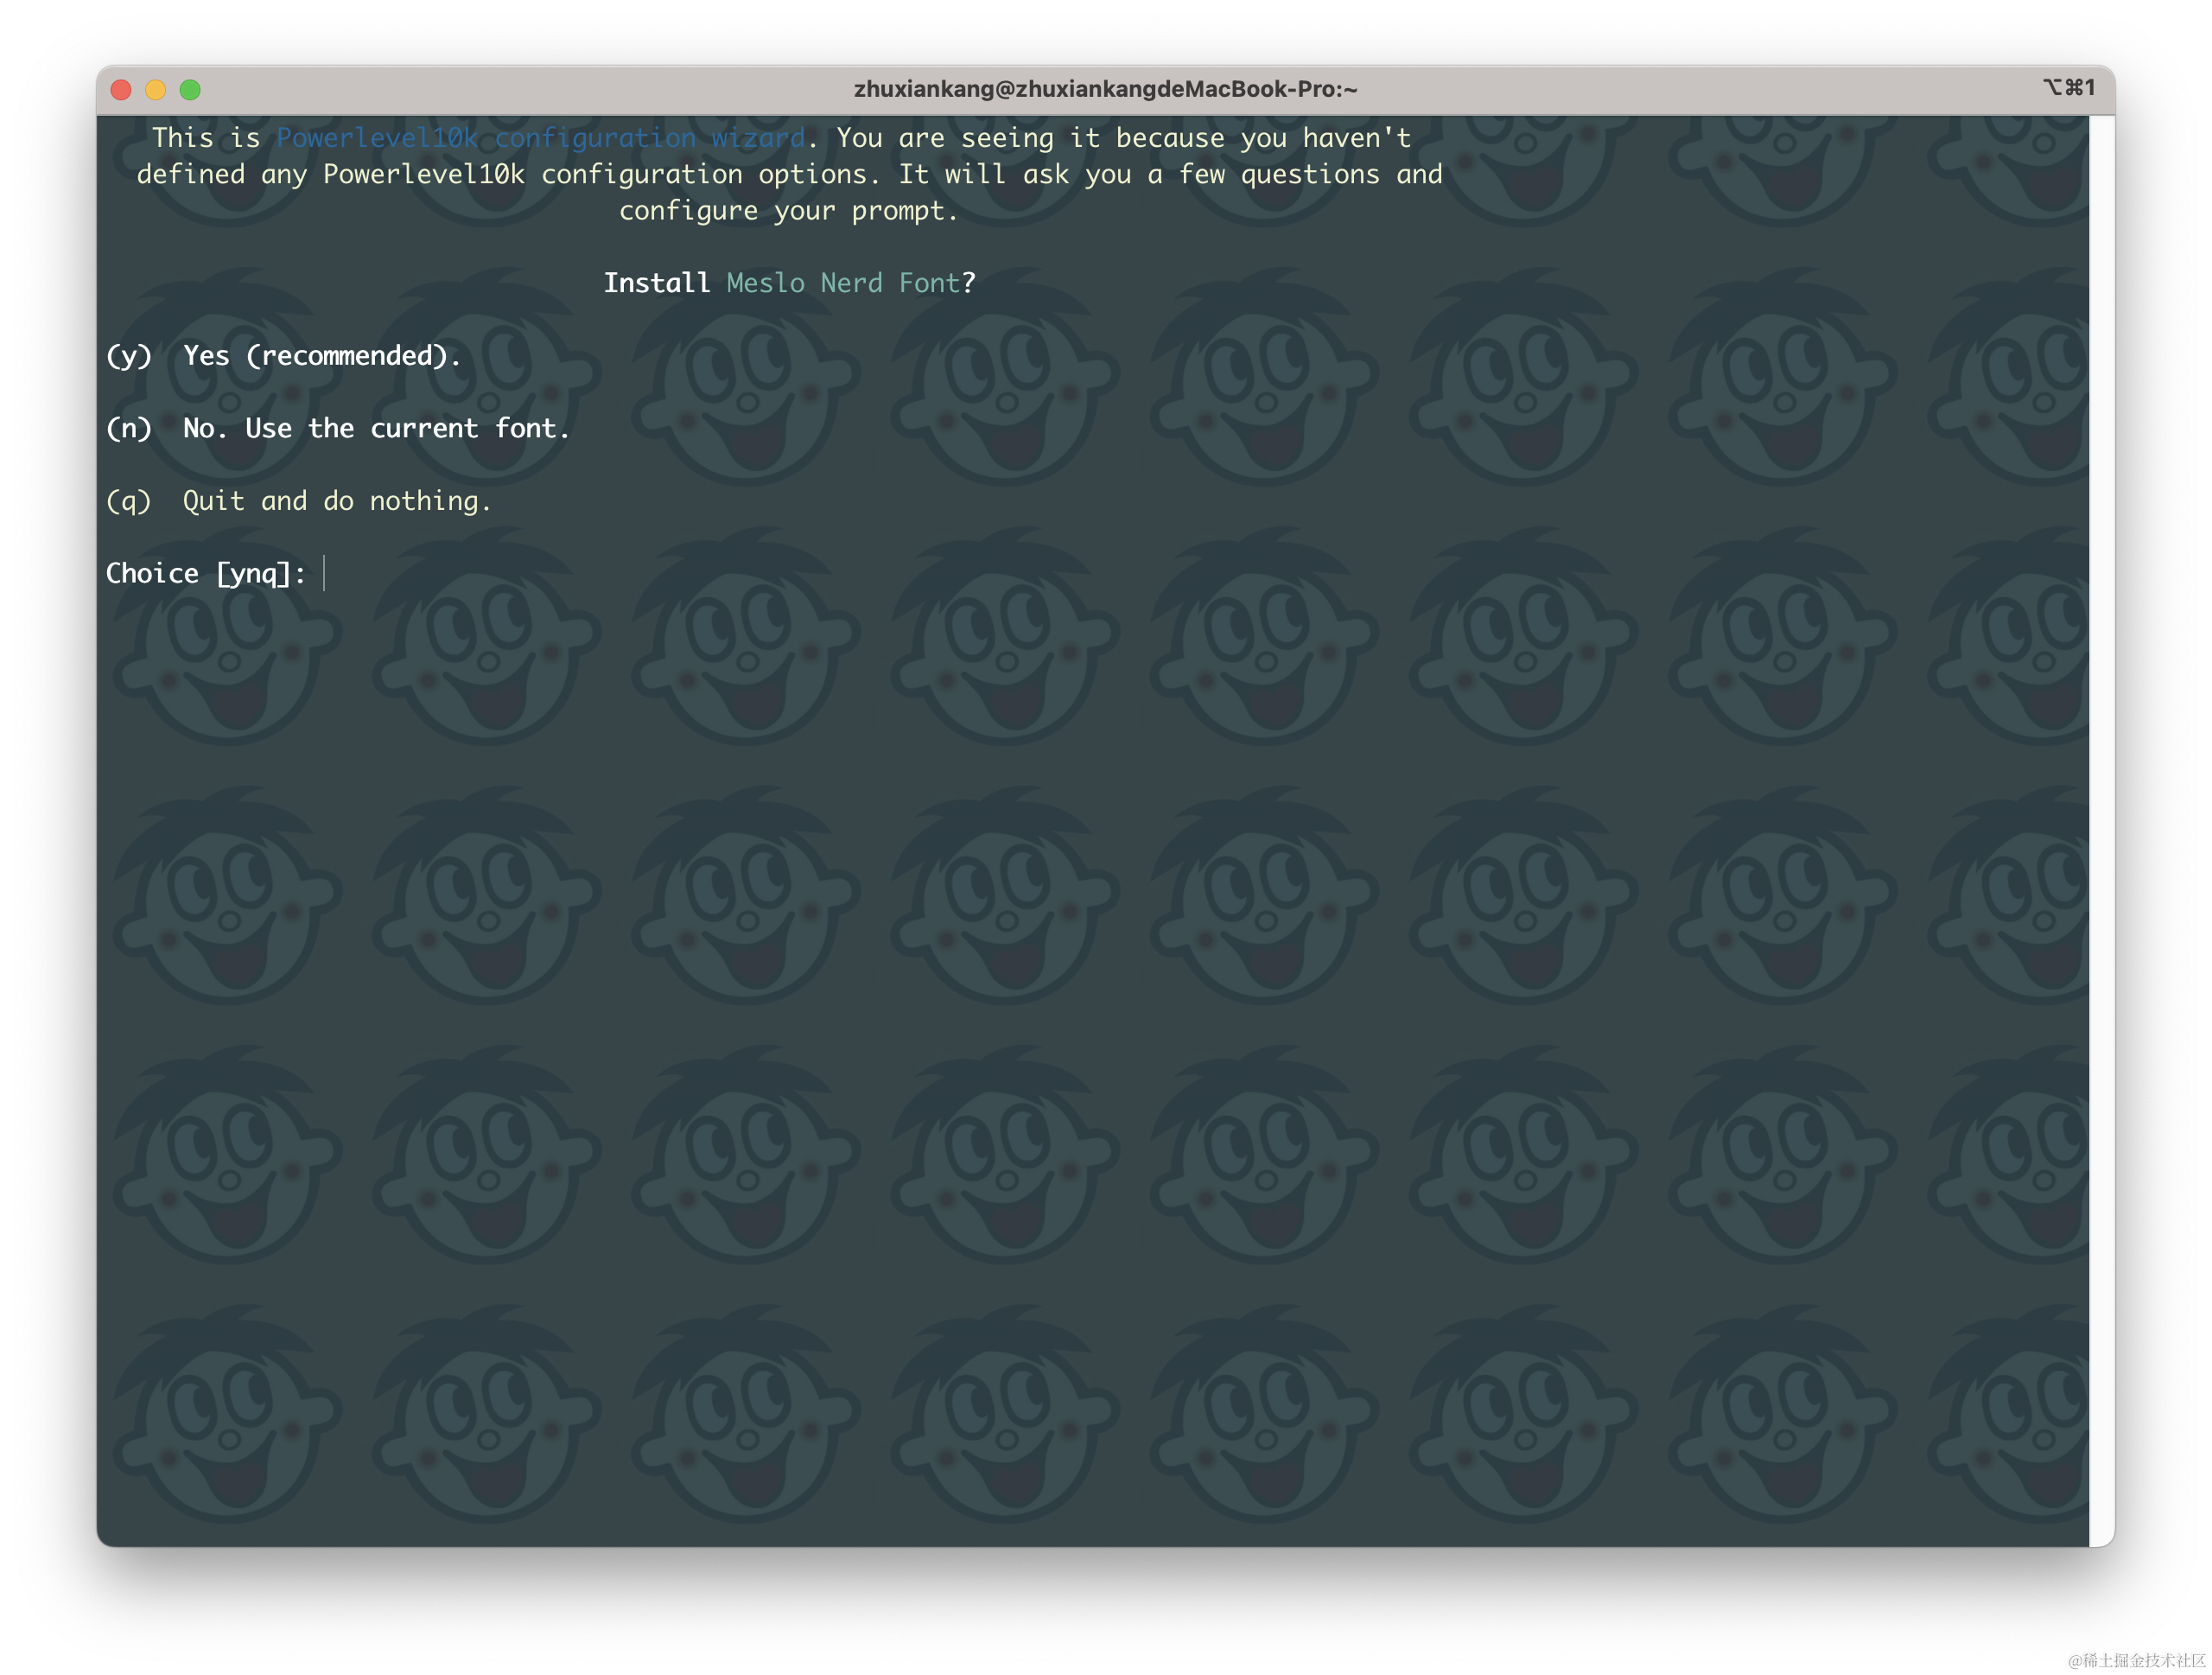 zhuxiankang@zhuxiankangdeMacBook-Pro:~ ⌥⌘1
This is Powerlevel10k configuration wizard. You are seeing it because you haven't
defined any Powerlevel10k configuration options. It will ask you a few questions and
configure your prompt.
Install Meslo Nerd Font?
(y) Yes (recommended).
(n) No. Use the current font.
(q) Quit and do nothing.
Choice [ynq]:
@稀土掘金技术社区